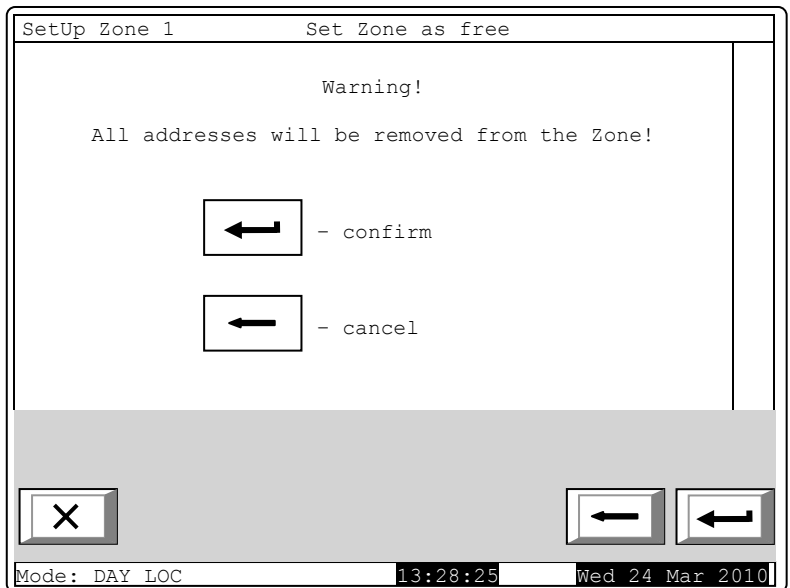 SetUp Zone 1 Set Zone as free
Warning!
All addresses will be removed from the Zone!
- confirm
- cancel
Mode: DAY LOC 13:28:25 Wed 24 Mar 2010